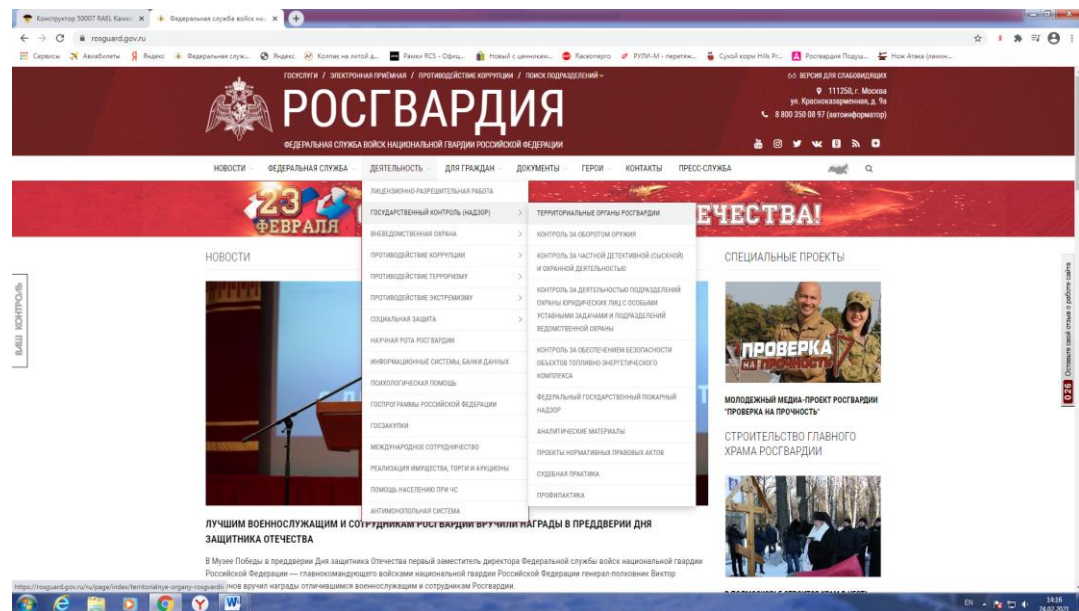 Конструктор 50007 RAEL Кажа
Федеральная служба войск на
rosguard.gov.ru
Сервисы Авиабилеты Яндекс Федеральная служ... Яндекс Колпак на литой д... Рамки RCS - Офиц... Новый с ценникам... Раскоперго РУЛИ-М - перетяж... Сухой корм Hills Pr... Росгвардия Подуш... Нож Атака (ламин...
ГОСУСЛУГИ / ЭЛЕКТРОННАЯ ПРИЁМНАЯ / ПРОТИВОДЕЙСТВИЕ КОРРУПЦИИ / ПОИСК ПОДРАЗДЕЛЕНИЙ
ВЕРСИЯ ДЛЯ СЛАБОВИДЯЩИХ
РОСГВАРДИЯ
111250, г. Москва
ул. Красноказарменная, д. 9а
8 800 350 08 97 (автоинформатор)
ФЕДЕРАЛЬНАЯ СЛУЖБА ВОЙСК НАЦИОНАЛЬНОЙ ГВАРДИИ РОССИЙСКОЙ ФЕДЕРАЦИИ
НОВОСТИ ФЕДЕРАЛЬНАЯ СЛУЖБА ДЕЯТЕЛЬНОСТЬ ДЛЯ ГРАЖДАН ДОКУМЕНТЫ ГЕРОИ КОНТАКТЫ ПРЕСС-СЛУЖБА
23
ФЕВРАЛЯ
ЕЧЕСТВА!
ЛИЦЕНЗИОННО-РАЗРЕШИТЕЛЬНАЯ РАБОТА
ГОСУДАРСТВЕННЫЙ КОНТРОЛЬ (НАДЗОР)
ВНЕВЕДОМСТВЕННАЯ ОХРАНА
ПРОТИВОДЕЙСТВИЕ КОРРУПЦИИ
ПРОТИВОДЕЙСТВИЕ ТЕРРОРИЗМУ
ПРОТИВОДЕЙСТВИЕ ЭКСТРЕМИЗМУ
СОЦИАЛЬНАЯ ЗАЩИТА
НАУЧНАЯ РОТА РОСГВАРДИИ
ИНФОРМАЦИОННЫЕ СИСТЕМЫ, БАНКИ ДАННЫХ
ПСИХОЛОГИЧЕСКАЯ ПОМОЩЬ
ГОСПРОГРАММЫ РОССИЙСКОЙ ФЕДЕРАЦИИ
ГОСЗАКУПКИ
МЕЖДУНАРОДНОЕ СОТРУДНИЧЕСТВО
РЕАЛИЗАЦИЯ ИМУЩЕСТВА, ТОРГИ И АУКЦИОНЫ
ПОМОЩЬ НАСЕЛЕНИЮ ПРИ ЧС
АНТИМОНОПОЛЬНАЯ СИСТЕМА
ТЕРРИТОРИАЛЬНЫЕ ОРГАНЫ РОСГВАРДИИ
КОНТРОЛЬ ЗА ОБОРОТОМ ОРУЖИЯ
КОНТРОЛЬ ЗА ЧАСТНОЙ ДЕТЕКТИВНОЙ (СЫСКНОЙ)
И ОХРАННОЙ ДЕЯТЕЛЬНОСТЬЮ
КОНТРОЛЬ ЗА ДЕЯТЕЛЬНОСТЬЮ ПОДРАЗДЕЛЕНИЙ
ОХРАНЫ ЮРИДИЧЕСКИХ ЛИЦ С ОСОБЫМИ
УСТАВНЫМИ ЗАДАЧАМИ И ПОДРАЗДЕЛЕНИЙ
ВЕДОМСТВЕННОЙ ОХРАНЫ
КОНТРОЛЬ ЗА ОБЕСПЕЧЕНИЕМ БЕЗОПАСНОСТИ
ОБЪЕКТОВ ТОПЛИВНО-ЭНЕРГЕТИЧЕСКОГО
КОМПЛЕКСА
ФЕДЕРАЛЬНЫЙ ГОСУДАРСТВЕННЫЙ ПОЖАРНЫЙ
НАДЗОР
АНАЛИТИЧЕСКИЕ МАТЕРИАЛЫ
ПРОЕКТЫ НОРМАТИВНЫХ ПРАВОВЫХ АКТОВ
СУДЕБНАЯ ПРАКТИКА
ПРОФИЛАКТИКА
НОВОСТИ
ЛУЧШИМ ВОЕННОСЛУЖАЩИМ И СОТРУДНИКАМ РОСГВАРДИИ ВРУЧИЛИ НАГРАДЫ В ПРЕДДВЕРИИ ДНЯ
ЗАЩИТНИКА ОТЕЧЕСТВА
В Музее Победы в преддверии Дня защитника Отечества первый заместитель директора Федеральной службы войск национальной гвардии
Российской Федерации — главнокомандующего войсками национальной гвардии Российской Федерации генерал-полковник Виктор
нов вручил награды отличившимся военнослужащим и сотрудникам Росгвардии.
СПЕЦИАЛЬНЫЕ ПРОЕКТЫ
ПРОВЕРКА
НА ПРОЧНОСТЬ
МОЛОДЕЖНЫЙ МЕДИА-ПРОЕКТ РОСГВАРДИИ
"ПРОВЕРКА НА ПРОЧНОСТЬ"
СТРОИТЕЛЬСТВО ГЛАВНОГО
ХРАМА РОСГВАРДИИ
ВАШ КОНТРОЛЬ
026 Оставьте свой отзыв о работе сайта
https://rosguard.gov.ru/ru/page/index/territorialnye-organy-rosgvardii
EN
14:16
24.02.2021